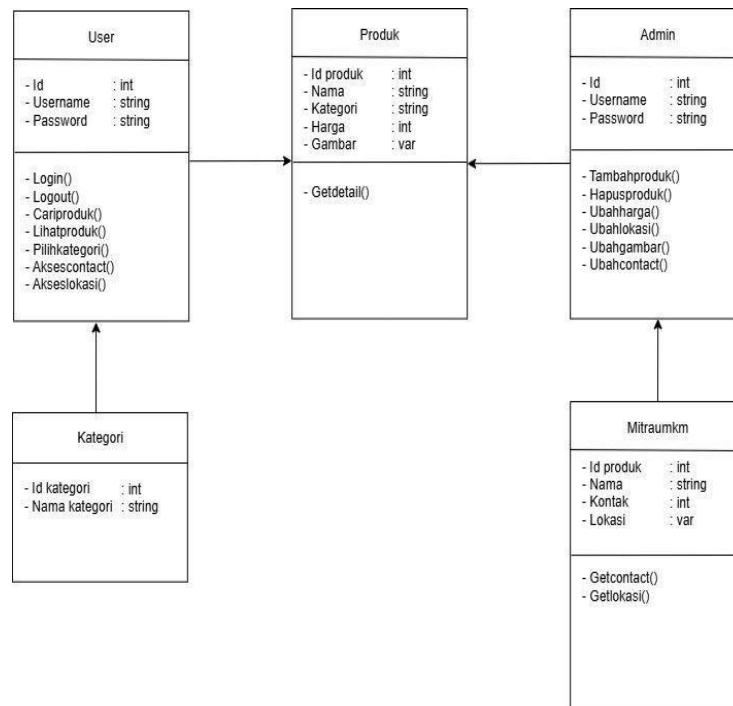 User
- Id : int
- Username : string
- Password : string
- Login()
- Logout()
- Cariproduk()
- Lihatproduk()
- Pilihkategori()
- Aksescontact()
- Akseslokasi()
Produk
- Id produk : int
- Nama : string
- Kategori : string
- Harga : int
- Gambar : var
- Getdetail()
Admin
- Id : int
- Username : string
- Password : string
- Tambahproduk()
- Hapusproduk()
- Ubahharga()
- Ubahlokasi()
- Ubahgambar()
- Ubahcontact()
Kategori
- Id kategori : int
- Nama kategori : string
Mitraumkm
- Id produk : int
- Nama : string
- Kontak : int
- Lokasi : var
- Getcontact()
- Getlokasi()